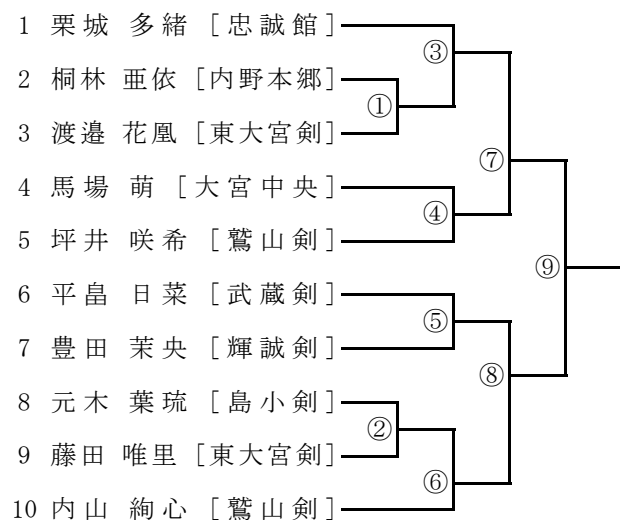 1 栗城 多緒 [忠誠館]
③
2 桐林 亜依 [内野本郷]
①
3 渡邉 花凰 [東大宮剣]
⑦
4 馬場 萌 [大宮中央]
④
5 坪井 咲希 [鷲山剣]
⑨
6 平畠 日菜 [武蔵剣]
⑤
7 豊田 茉央 [輝誠剣]
⑧
8 元木 葉琉 [島小剣]
②
9 藤田 唯里 [東大宮剣]
⑥
10 内山 絢心 [鷲山剣]